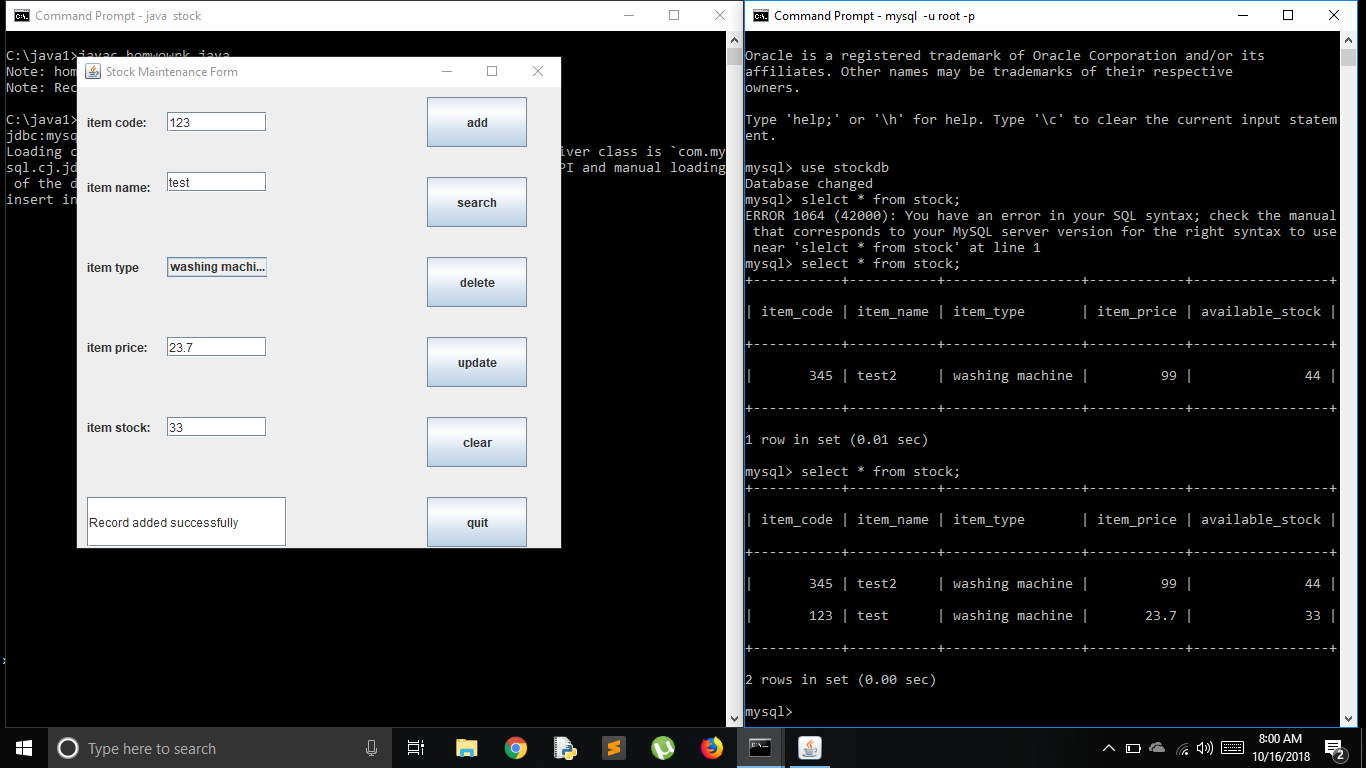 Command Prompt - java  stock
C:\java1>javac homwowrk.java
Note: hom
Note: Rec
C:\java1>
jdbc:mysq
Loading c
iver class is `com.my
sql.cj.jd
PI and manual loading
of the d
insert in
Stock Maintenance Form
item code:
123
add
item name:
test
search
item type
washing machi...
delete
item price:
23.7
update
item stock:
33
clear
Record added successfully
quit
Command Prompt - mysql  -u root -p
Oracle is a registered trademark of Oracle Corporation and/or its
affiliates. Other names may be trademarks of their respective
owners.
Type 'help;' or '\h' for help. Type '\c' to clear the current input statem
ent.
mysql> use stockdb
Database changed
mysql> slelct * from stock;
ERROR 1064 (42000): You have an error in your SQL syntax; check the manual
that corresponds to your MySQL server version for the right syntax to use
near 'slelct * from stock' at line 1
mysql> select * from stock;
+-----------+-----------+-----------------+------------+-----------------+
| item_code | item_name | item_type       | item_price | available_stock |
+-----------+-----------+-----------------+------------+-----------------+
|       345 | test2     | washing machine |         99 |              44 |
+-----------+-----------+-----------------+------------+-----------------+
1 row in set (0.01 sec)
mysql> select * from stock;
+-----------+-----------+-----------------+------------+-----------------+
| item_code | item_name | item_type       | item_price | available_stock |
+-----------+-----------+-----------------+------------+-----------------+
|       345 | test2     | washing machine |         99 |              44 |
|       123 | test      | washing machine |       23.7 |              33 |
+-----------+-----------+-----------------+------------+-----------------+
2 rows in set (0.00 sec)
mysql>
Type here to search
8:00 AM
10/16/2018
2